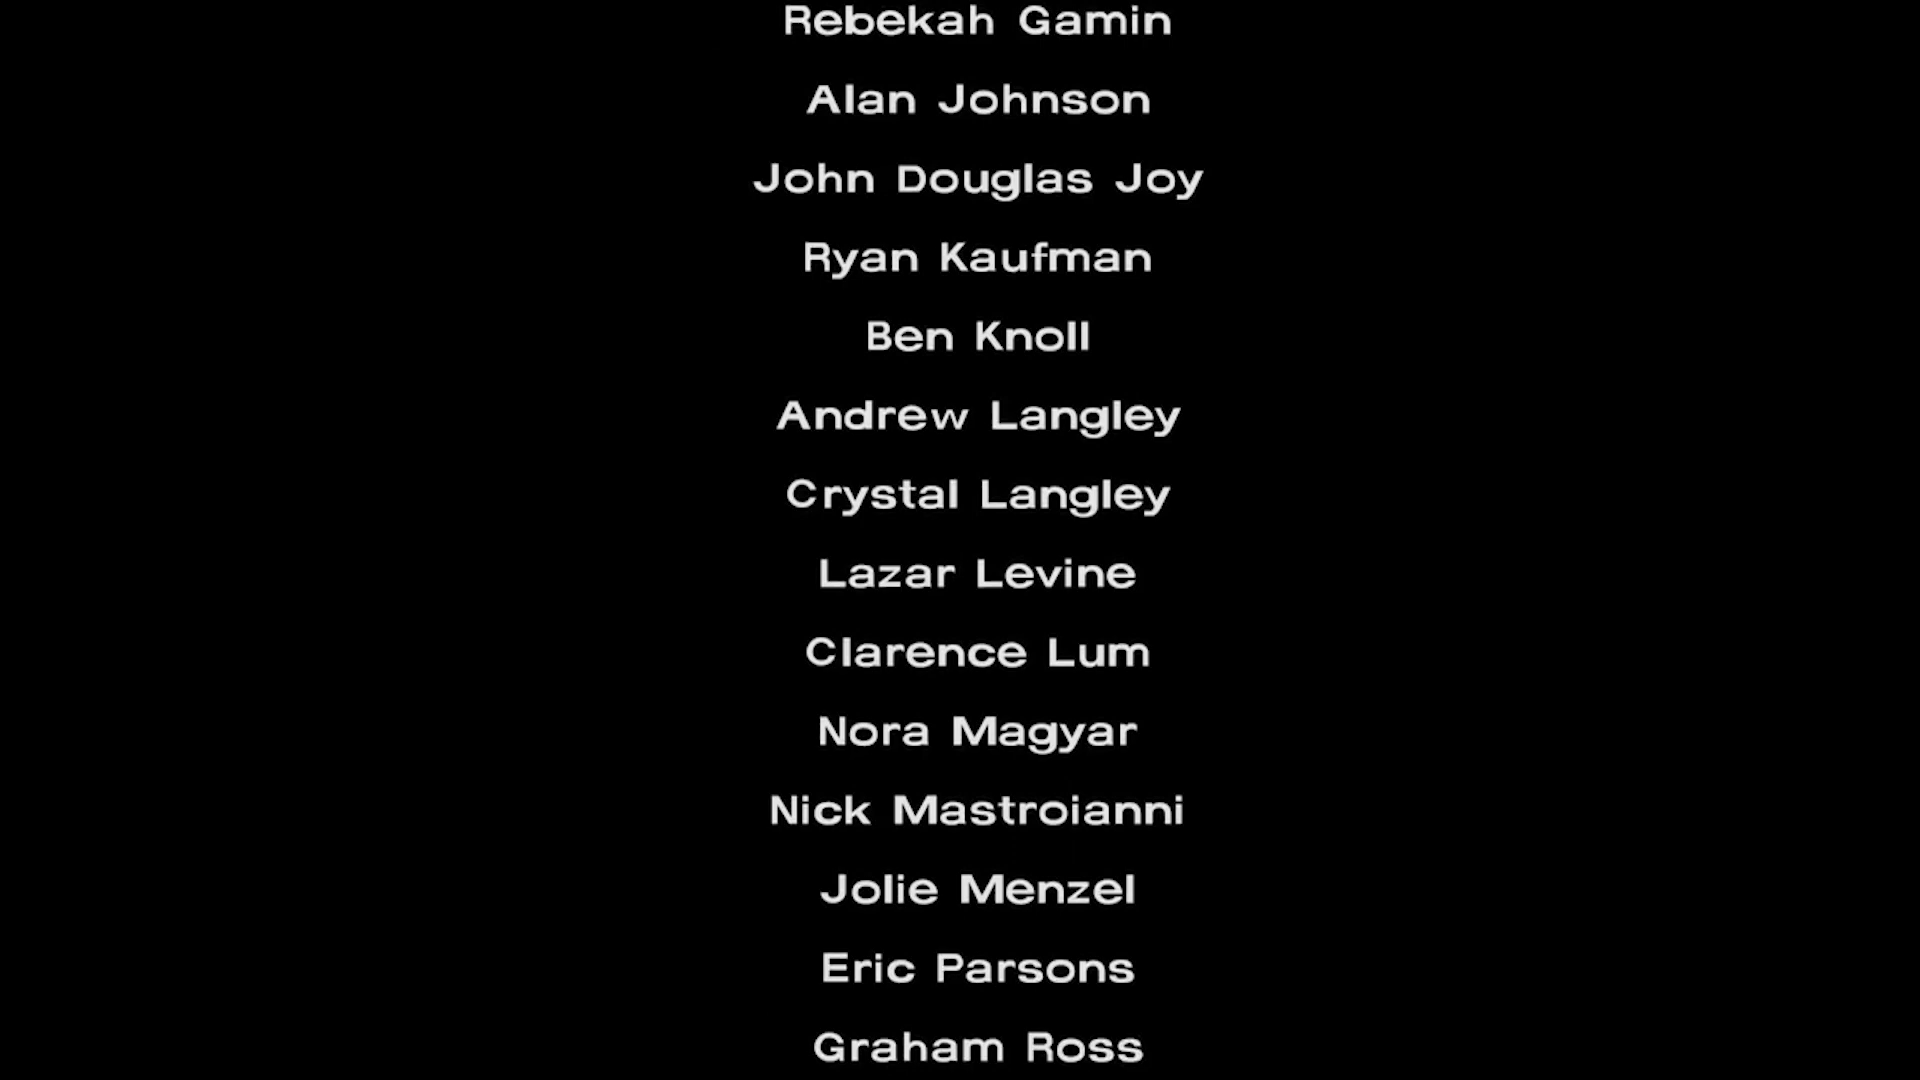 Rebekah Gamin
Alan Johnson
John Douglas Joy
Ryan Kaufman
Ben Knoll
Andrew Langley
Crystal Langley
Lazar Levine
Clarence Lum
Nora Magyar
Nick Mastroianni
Jolie Menzel
Eric Parsons
Graham Ross